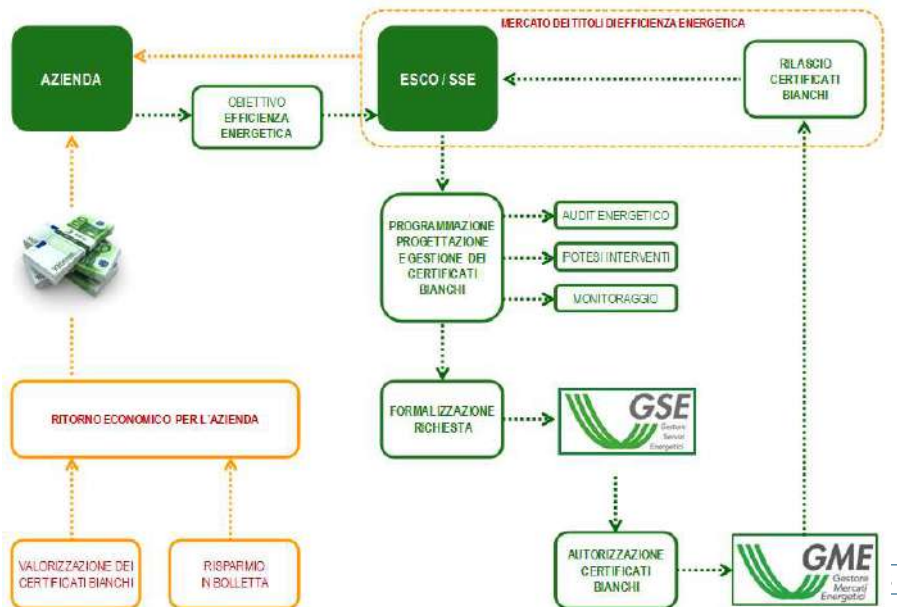 MERCATO DEI TITOLI DI EFFICIENZA ENERGETICA
AZIENDA
ESCO / SSE
RILASCIO
CERTIFICATI
BIANCHI
OBIETTIVO
EFFICIENZA
ENERGETICA
PROGRAMMAZIONE
PROGETTAZIONE
E GESTIONE DEI
CERTIFICATI
BIANCHI
AUDIT ENERGETICO
IPOTESI INTERVENTI
MONITORAGGIO
RITORNO ECONOMICO PER L'AZIENDA
FORMALIZZAZIONE
RICHIESTA
GSE
Gestore
Servizi
Energetici
VALORIZZAZIONE DEI
CERTIFICATI BIANCHI
RISPARMIO
IN BOLLETTA
AUTORIZZAZIONE
CERTIFICATI
BIANCHI
GME
Gestore
Mercati
Energetici